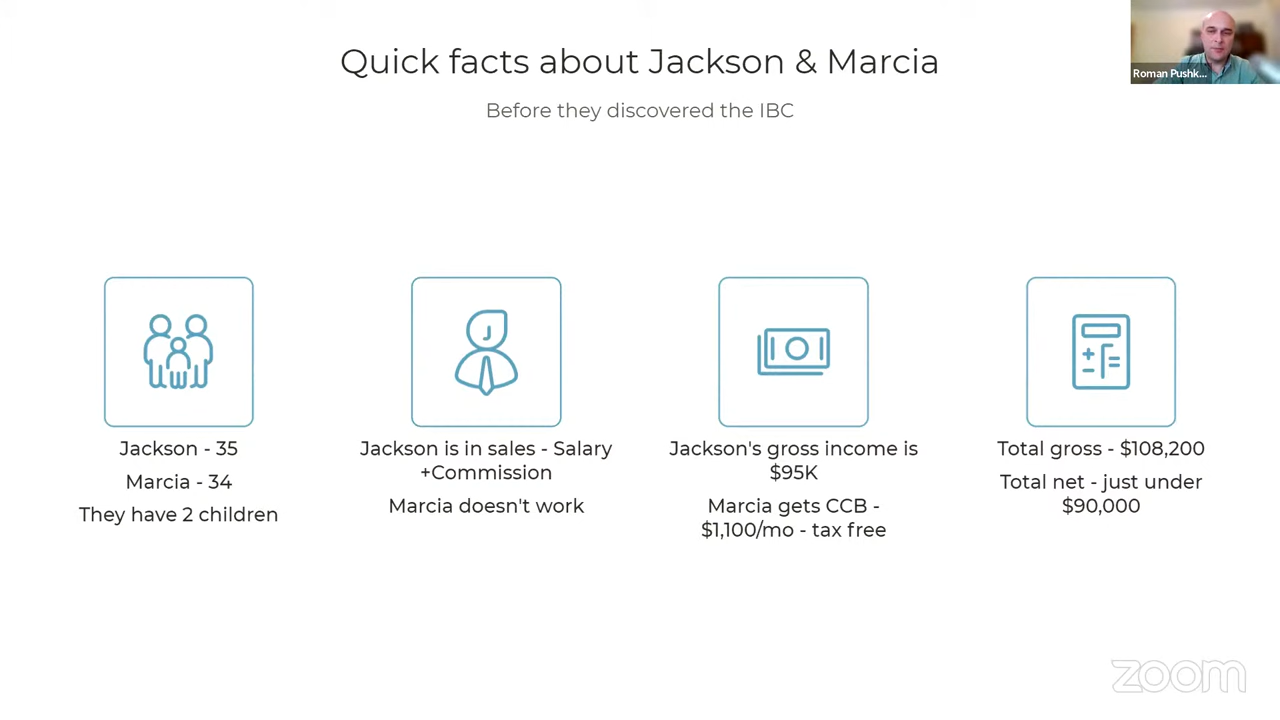 Quick facts about Jackson & Marcia
Before they discovered the IBC
Roman Pushk...
J
Jackson - 35
Marcia - 34
They have 2 children
Jackson is in sales - Salary
+Commission
Marcia doesn't work
Jackson's gross income is
$95K
Marcia gets CCB -
$1,100/mo - tax free
Total gross - $108,200
Total net - just under
$90,000
zoom